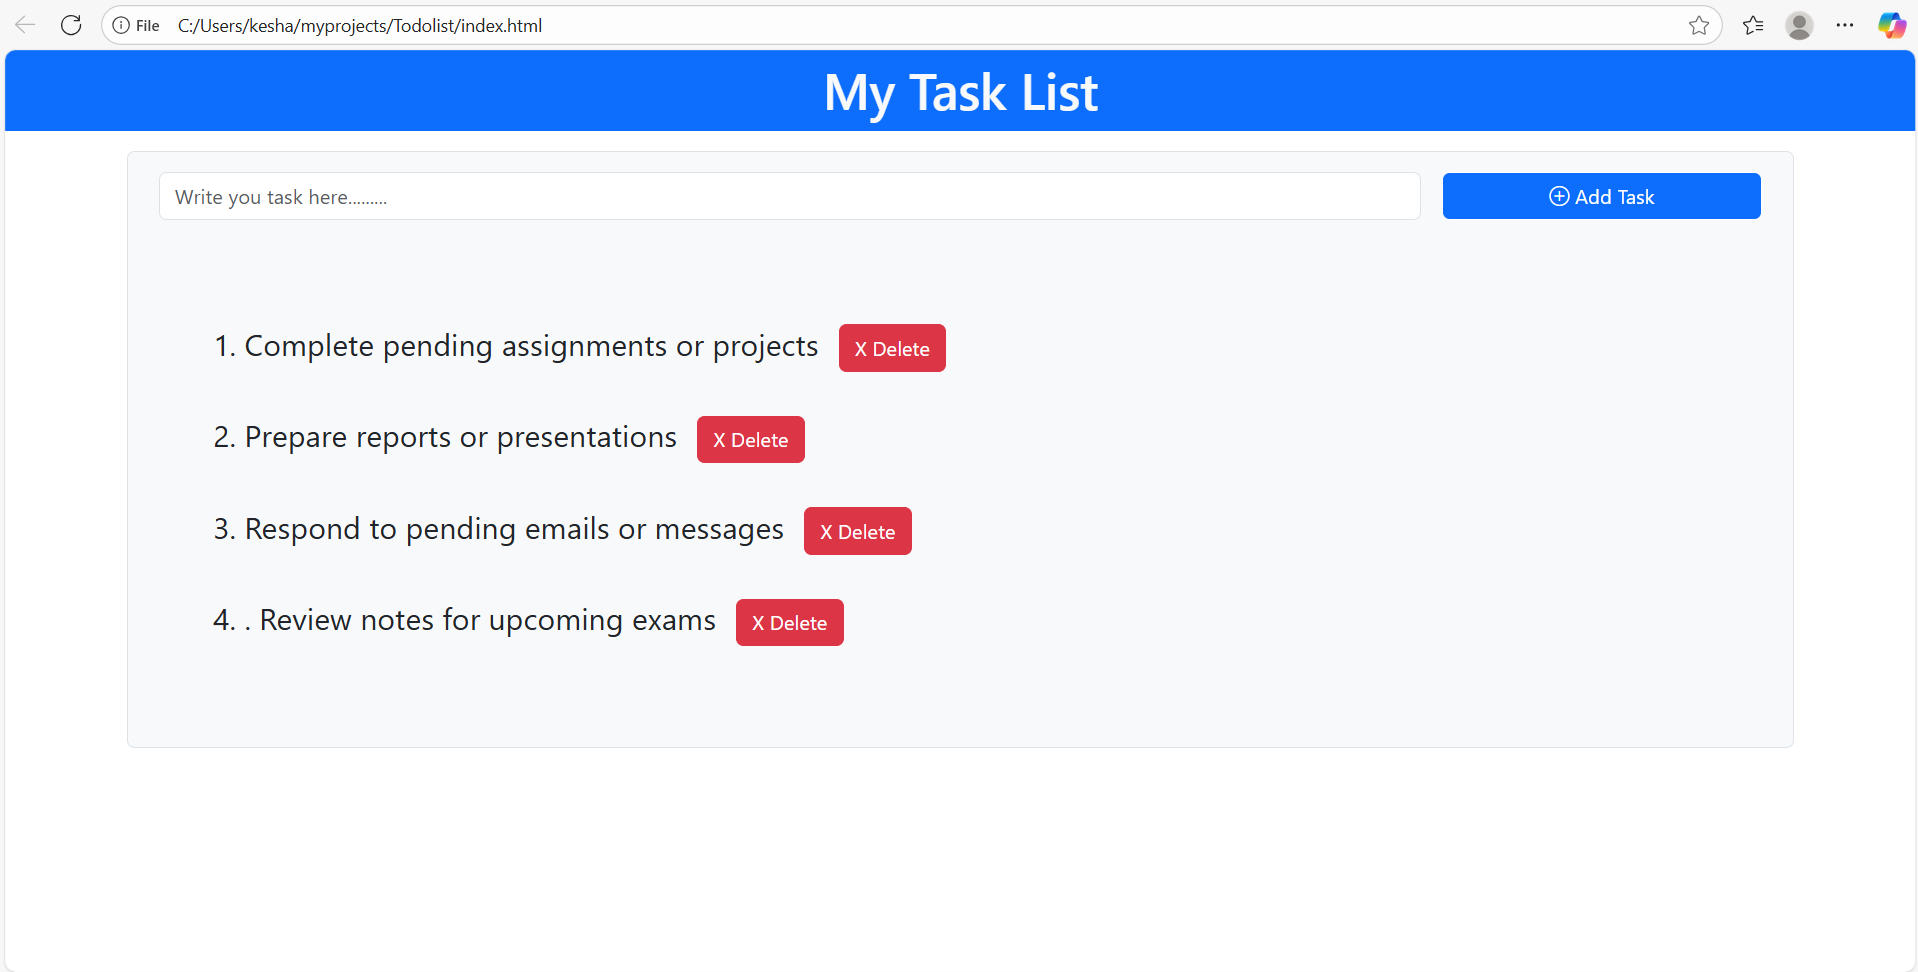 File C:/Users/kesha/myprojects/Todolist/index.html
My Task List
Write you task here.........
Add Task
1. Complete pending assignments or projects X Delete
2. Prepare reports or presentations X Delete
3. Respond to pending emails or messages X Delete
4. . Review notes for upcoming exams X Delete